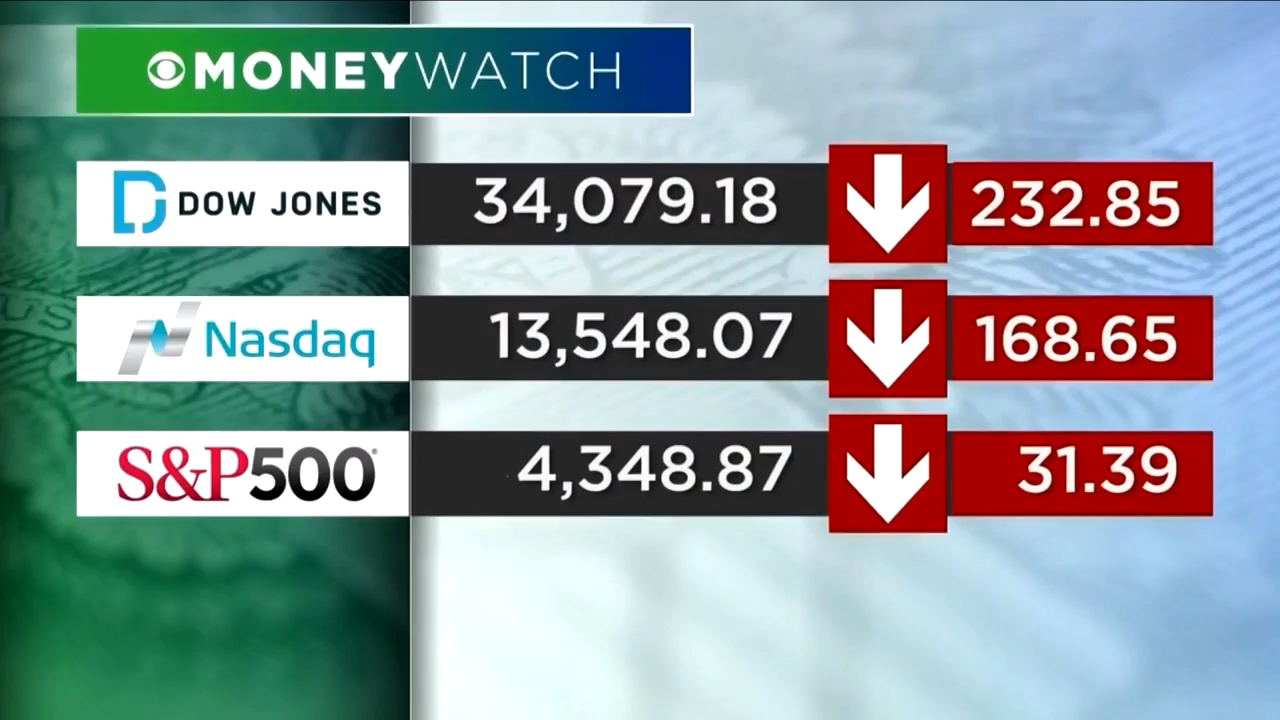 MONEYWATCH
DOW JONES 34,079.18 232.85
Nasdaq 13,548.07 168.65
S&P500® 4,348.87 31.39